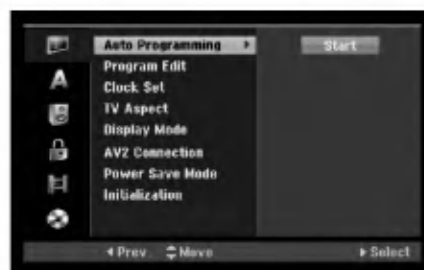 Auto Programming Start
Program Edit
Clock Set
TV Aspect
Display Mode
AV2 Connection
Power Save Mode
Initialization
A
Prev Move Select